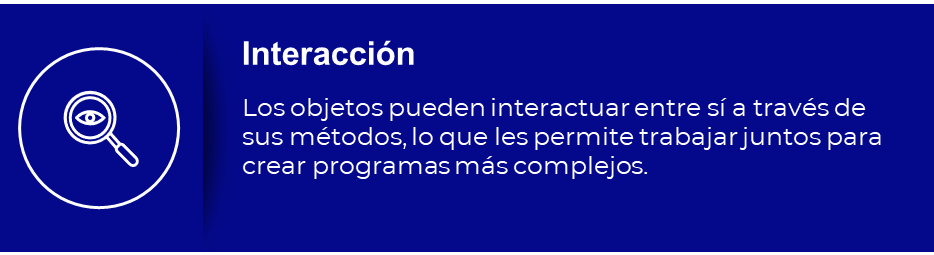 Interacción
Los objetos pueden interactuar entre sí a través de
sus métodos, lo que les permite trabajar juntos para
crear programas más complejos.